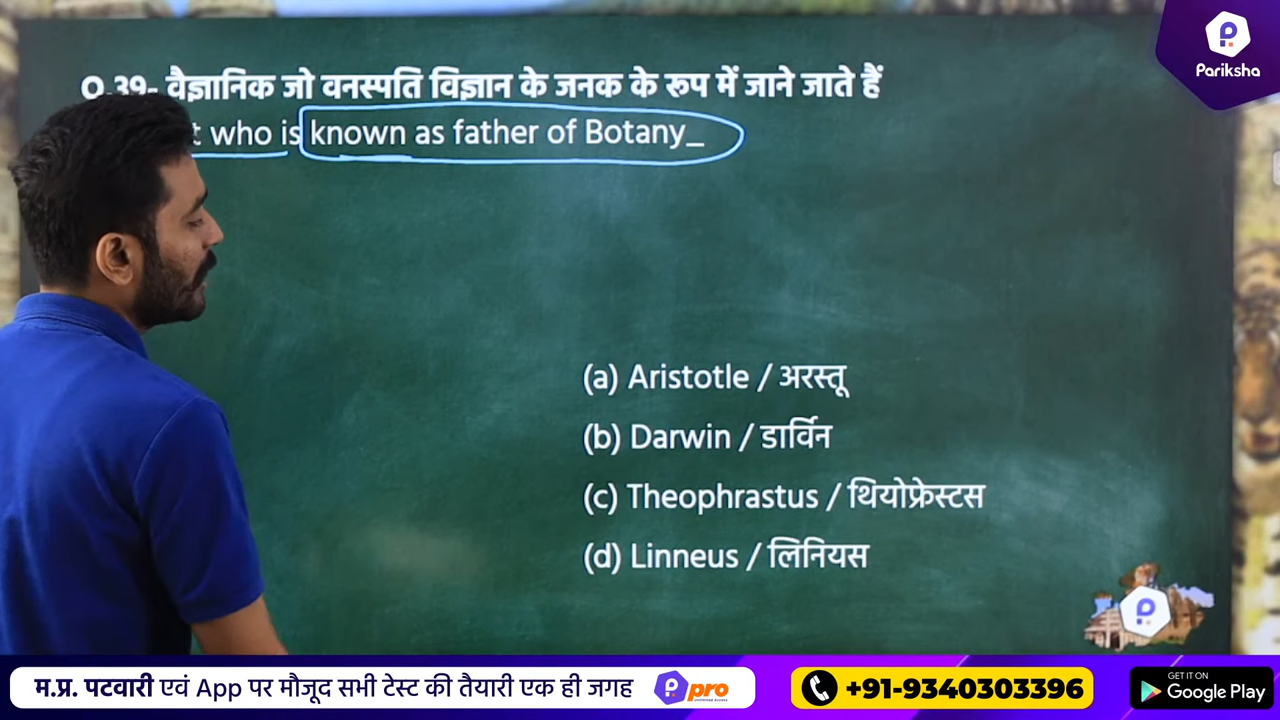 Q.39- वैज्ञानिक जो वनस्पति विज्ञान के जनक के रूप में जाने जाते हैं
who is known as father of Botany_
(a) Aristotle / अरस्तू
(b) Darwin / डार्विन
(c) Theophrastus / थियोफ्रेस्टस
(d) Linneus / लिनियस
Pariksha
म.प्र. पटवारी एवं App पर मौजूद सभी टेस्ट की तैयारी एक ही जगह
pro
+91-9340303396
GET IT ON
Google Play